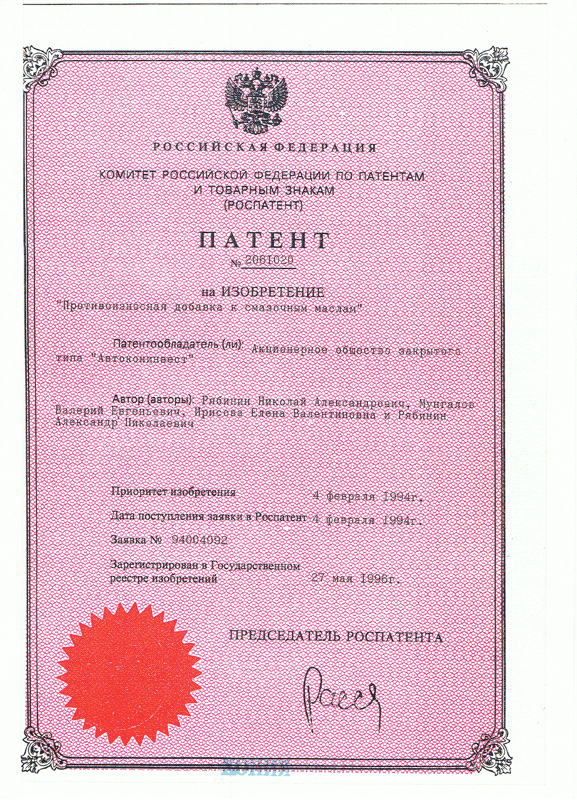 РОССИЙСКАЯ ФЕДЕРАЦИЯ
КОМИТЕТ РОССИЙСКОЙ ФЕДЕРАЦИИ ПО ПАТЕНТАМ
И ТОВАРНЫМ ЗНАКАМ
(РОСПАТЕНТ)
ПАТЕНТ
№ 2061020
на ИЗОБРЕТЕНИЕ
"Противоизносная добавка к смазочным маслам"
Патентообладатель (ли): Акционерное общество закрытого
типа "Автоконинвест"
Автор (авторы): Рябинин Николай Александрович, Мунгалов
Валерий Евгеньевич, Ирисова Елена Валентиновна и Рябинин
Александр Николаевич
Приоритет изобретения 4 февраля 1994г.
Дата поступления заявки в Роспатент 4 февраля 1994г.
Заявка № 94004092
Зарегистрирован в Государственном
реестре изобретений 27 мая 1996г.
ПРЕДСЕДАТЕЛЬ РОСПАТЕНТА
КОПИЯ